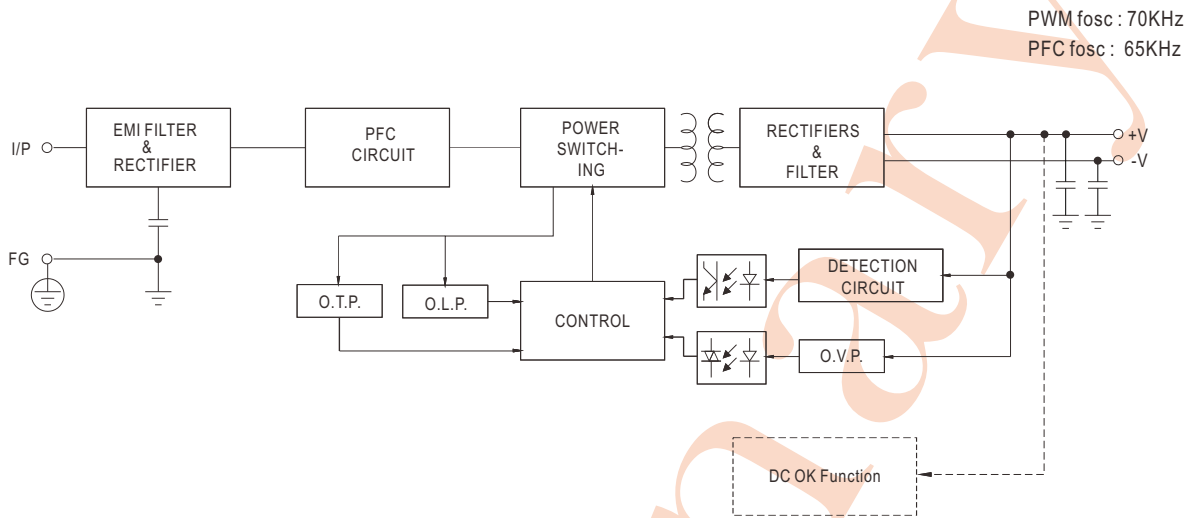 PWM fosc : 70KHz
PFC fosc : 65KHz
EMI FILTER
&
RECTIFIER
PFC
CIRCUIT
POWER
SWITCH-
ING
RECTIFIERS
&
FILTER
I/P
+V
-V
FG
O.T.P.
O.L.P.
CONTROL
DETECTION
CIRCUIT
O.V.P.
DC OK Function